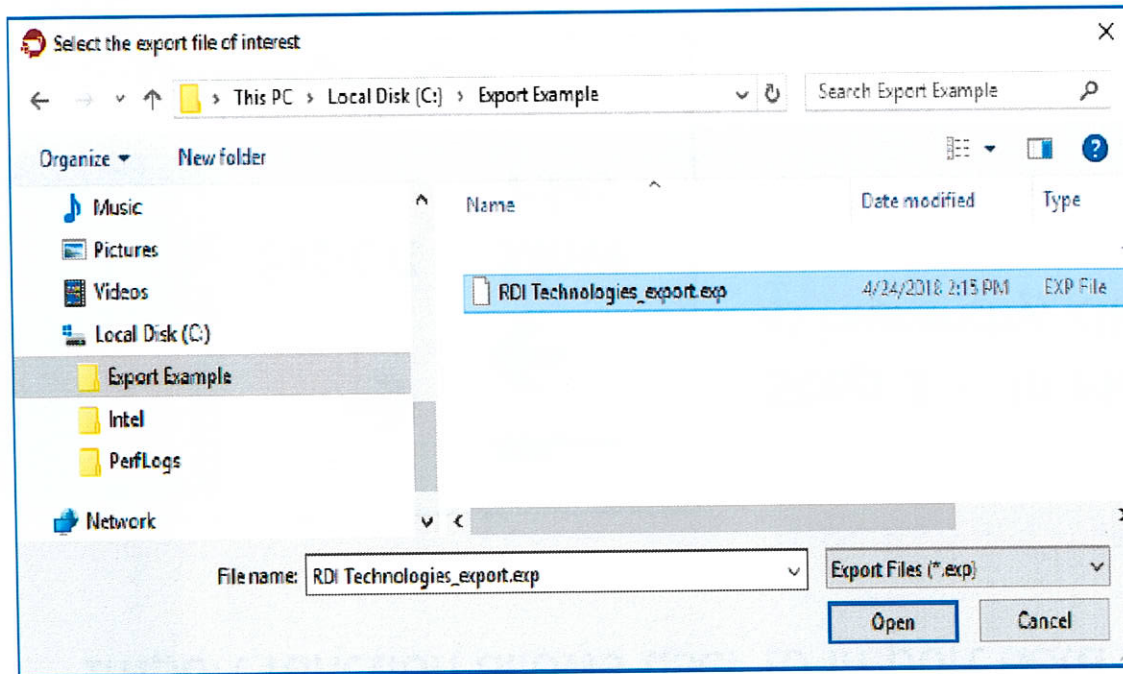 Select the export file of interest
This PC > Local Disk (C:) > Export Example
Search Export Example
Organize
New folder
Name
Date modified
Type
Music
Pictures
Videos
Local Disk (C:)
Export Example
Intel
PerfLogs
Network
RDI Technologies_export.exp
4/24/2018 2:15 PM
EXP File
File name:
RDI Technologies_export.exp
Export Files (*.exp)
Open
Cancel